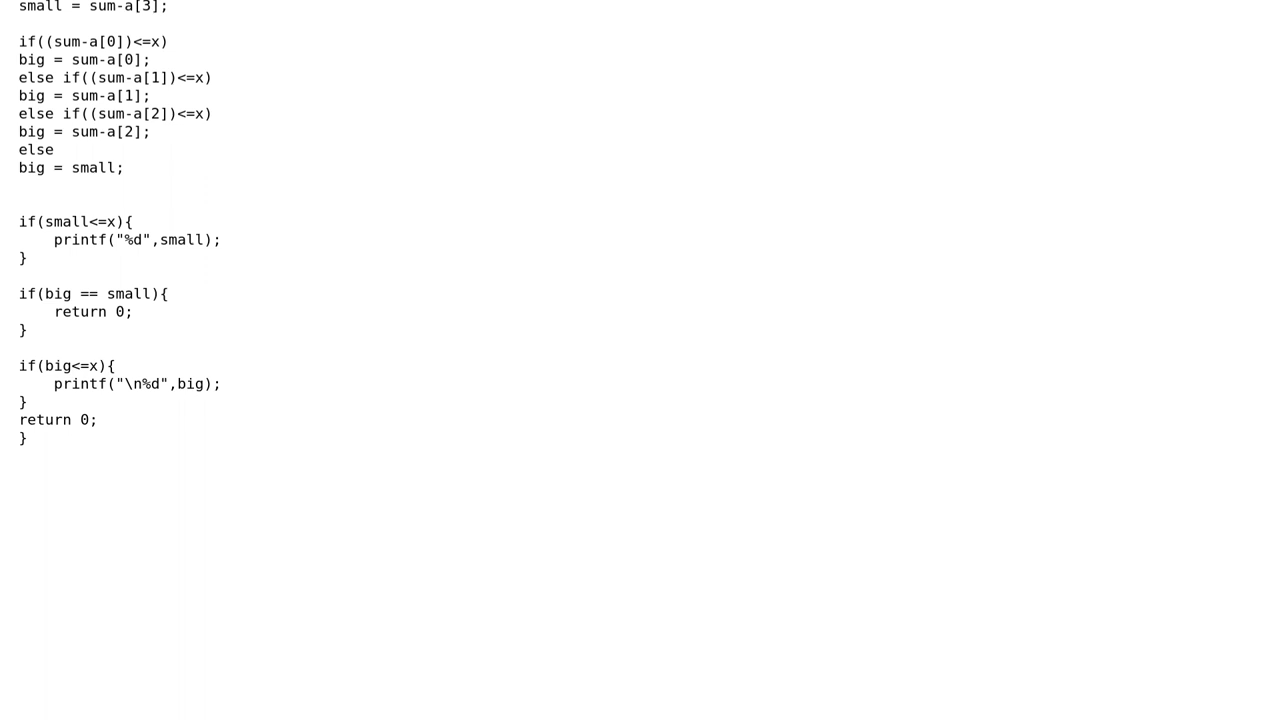 small = sum-a[3];
if((sum-a[0])<=x)
big = sum-a[0];
else if((sum-a[1])<=x)
big = sum-a[1];
else if((sum-a[2])<=x)
big = sum-a[2];
else
big = small;
if(small<=x){
    printf("%d",small);
}
if(big == small){
    return 0;
}
if(big<=x){
    printf("\n%d",big);
}
return 0;
}